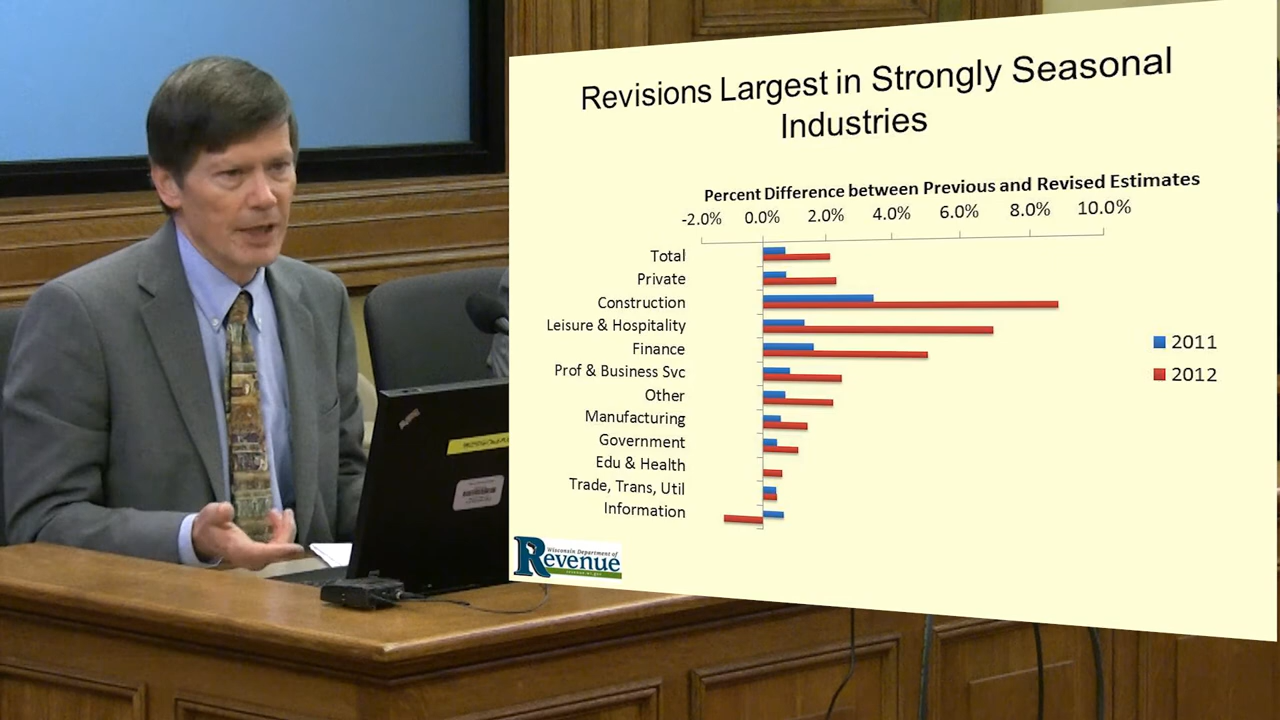 Revisions Largest in Strongly Seasonal
Industries
Percent Difference between Previous and Revised Estimates
-2.0% 0.0% 2.0% 4.0% 6.0% 8.0% 10.0%
Total
Private
Construction
Leisure & Hospitality
Finance
Prof & Business Svc
Other
Manufacturing
Government
Edu & Health
Trade, Trans, Util
Information
2011
2012
Wisconsin Department of
Revenue